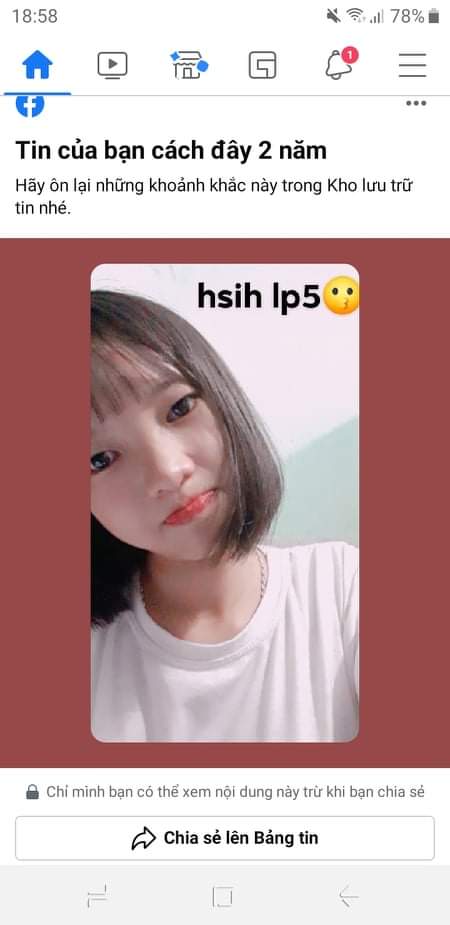 18:58
78%
1
Tin của bạn cách đây 2 năm
Hãy ôn lại những khoảnh khắc này trong Kho lưu trữ
tin nhé.
hsih lp5😗
Chỉ mình bạn có thể xem nội dung này trừ khi bạn chia sẻ
Chia sẻ lên Bảng tin